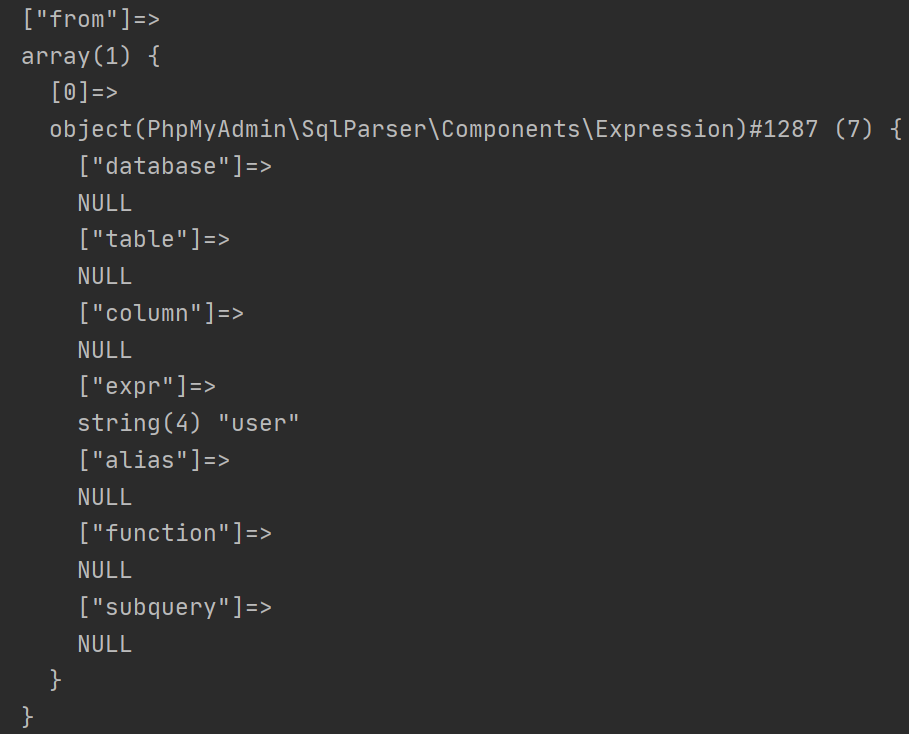 ["from"]=>
array(1) {
  [0]=>
  object(PhpMyAdmin\SqlParser\Components\Expression)#1287 (7) {
    ["database"]=>
    NULL
    ["table"]=>
    NULL
    ["column"]=>
    NULL
    ["expr"]=>
    string(4) "user"
    ["alias"]=>
    NULL
    ["function"]=>
    NULL
    ["subquery"]=>
    NULL
  }
}